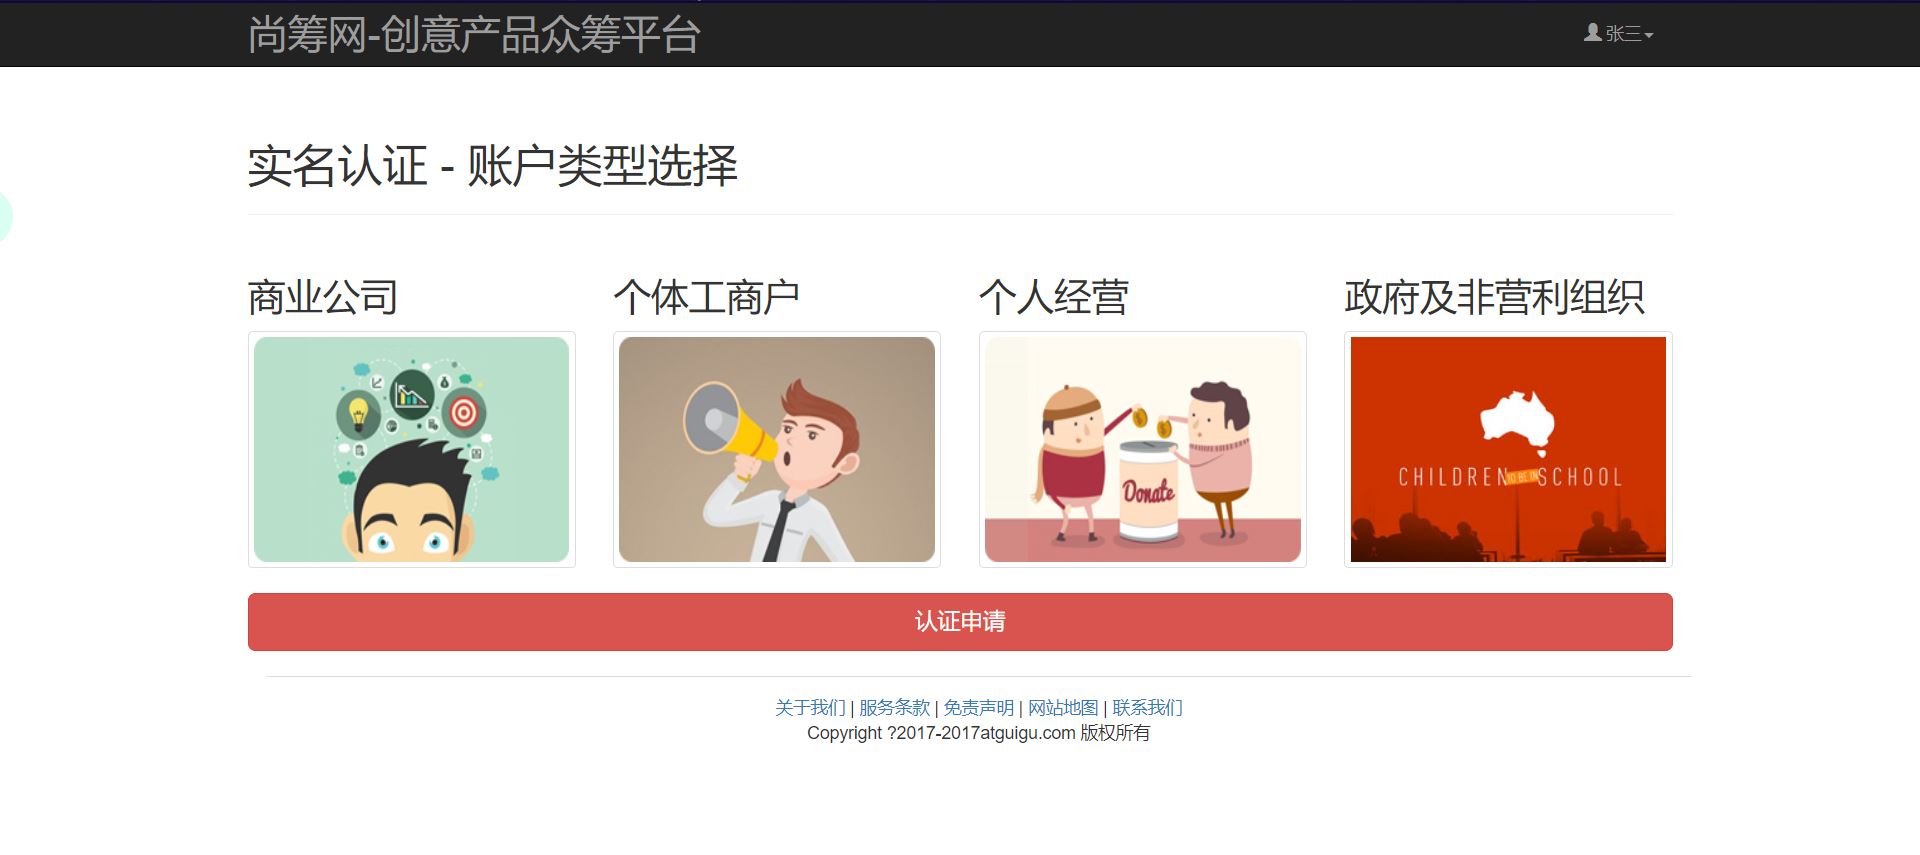 尚筹网-创意产品众筹平台
张三
实名认证 - 账户类型选择
商业公司
个体工商户
个人经营
政府及非营利组织
Donate
CHILDREN TO BE IN SCHOOL
认证申请
关于我们 | 服务条款 | 免责声明 | 网站地图 | 联系我们
Copyright ?2017-2017atguigu.com 版权所有